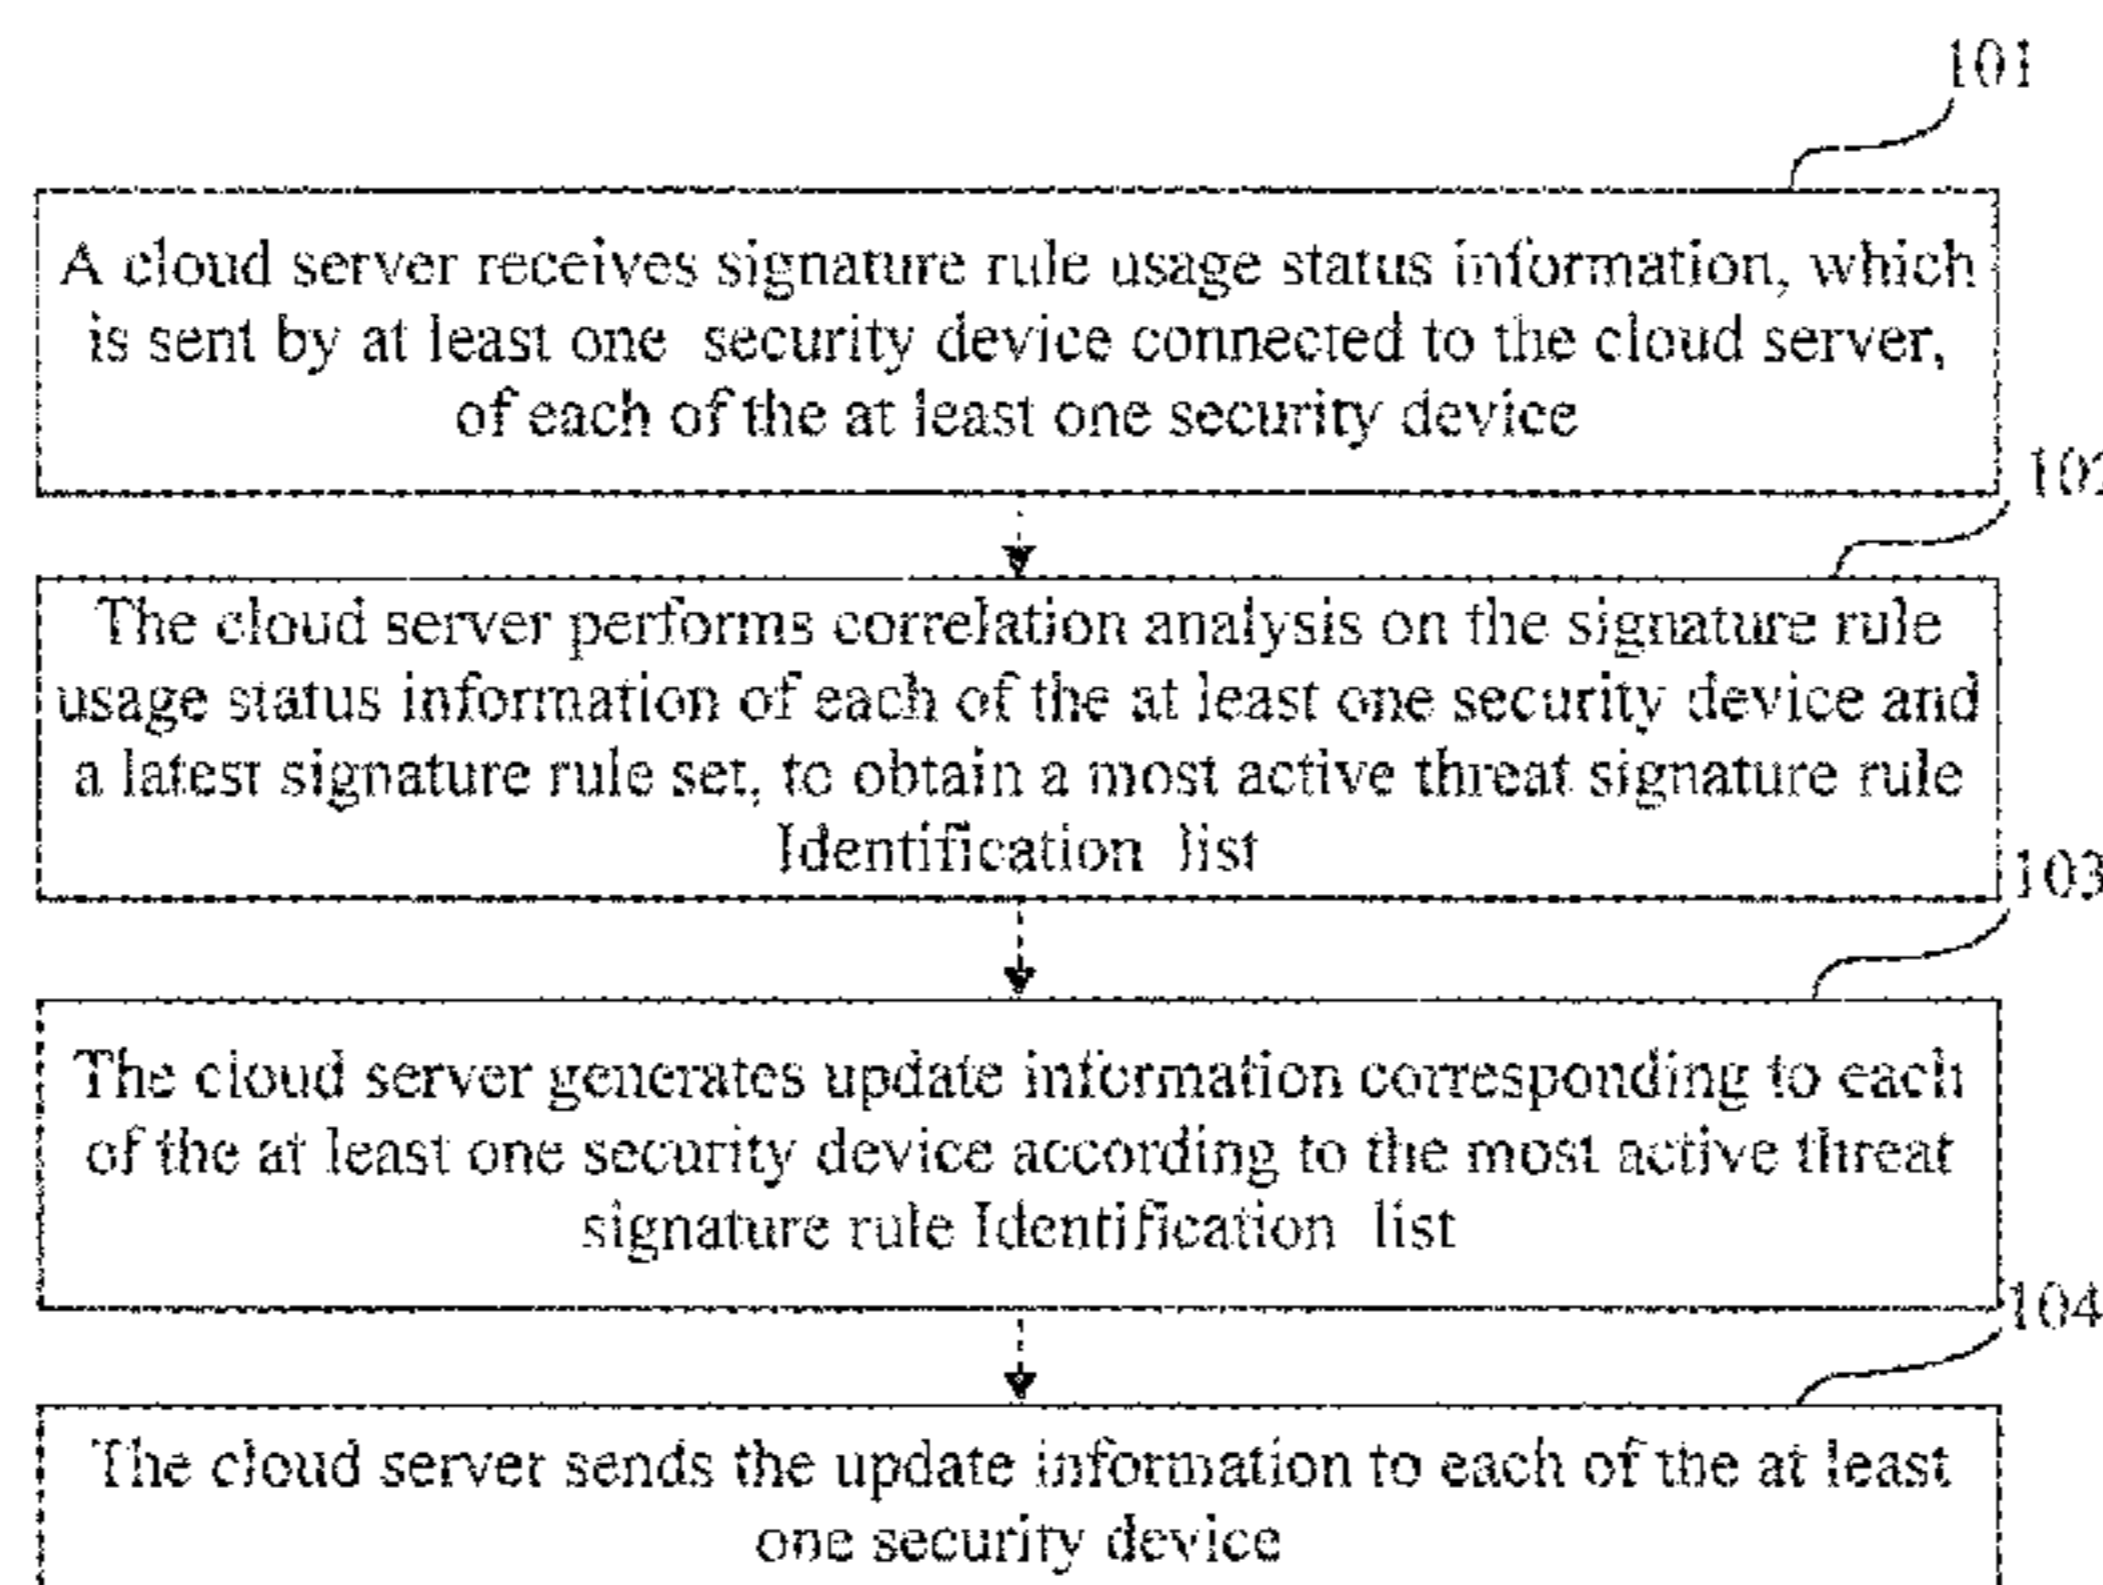 101
A cloud server receives signature rule usage status information, which
is sent by at least one security device connected to the cloud server,
of each of the at least one security device
102
The cloud server performs correlation analysis on the signature rule
usage status information of each of the at least one security device and
a latest signature rule set, to obtain a most active threat signature rule
Identification list
103
The cloud server generates update information corresponding to each
of the at least one security device according to the most active threat
signature rule Identification list
104
The cloud server sends the update information to each of the at least
one security device